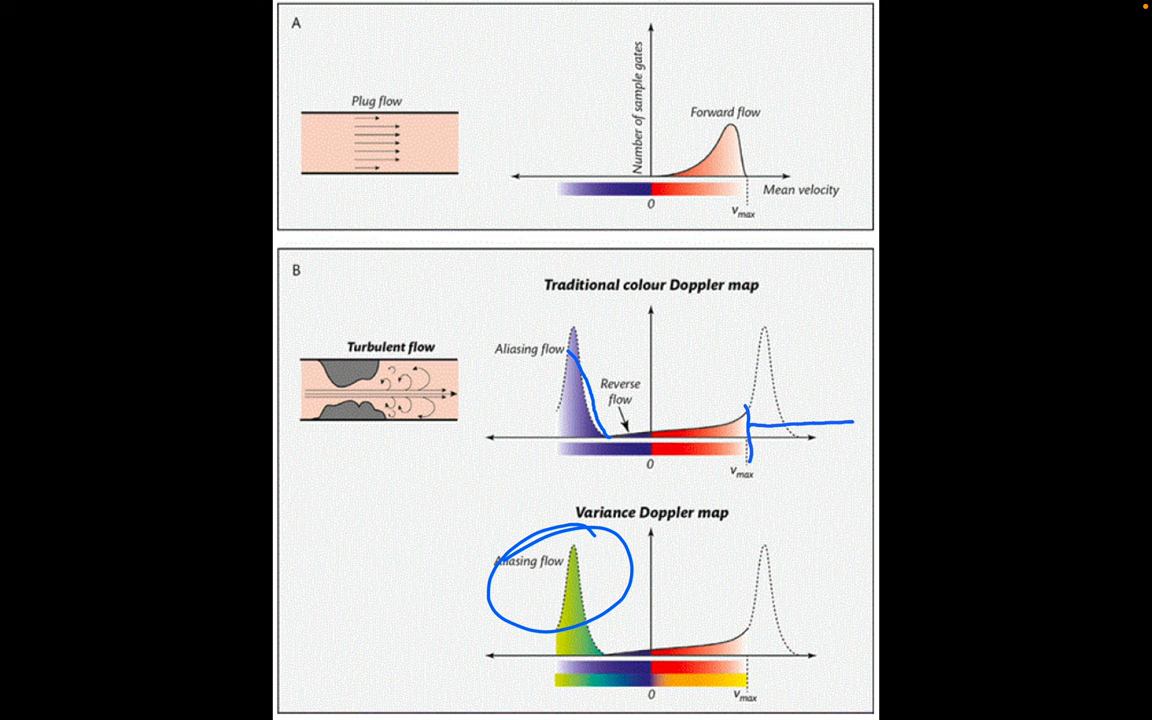 A
Plug flow
Number of sample gates
Forward flow
Mean velocity
0
vmax
B
Traditional colour Doppler map
Turbulent flow
Aliasing flow
Reverse
flow
0
vmax
Variance Doppler map
Aliasing flow
0
vmax